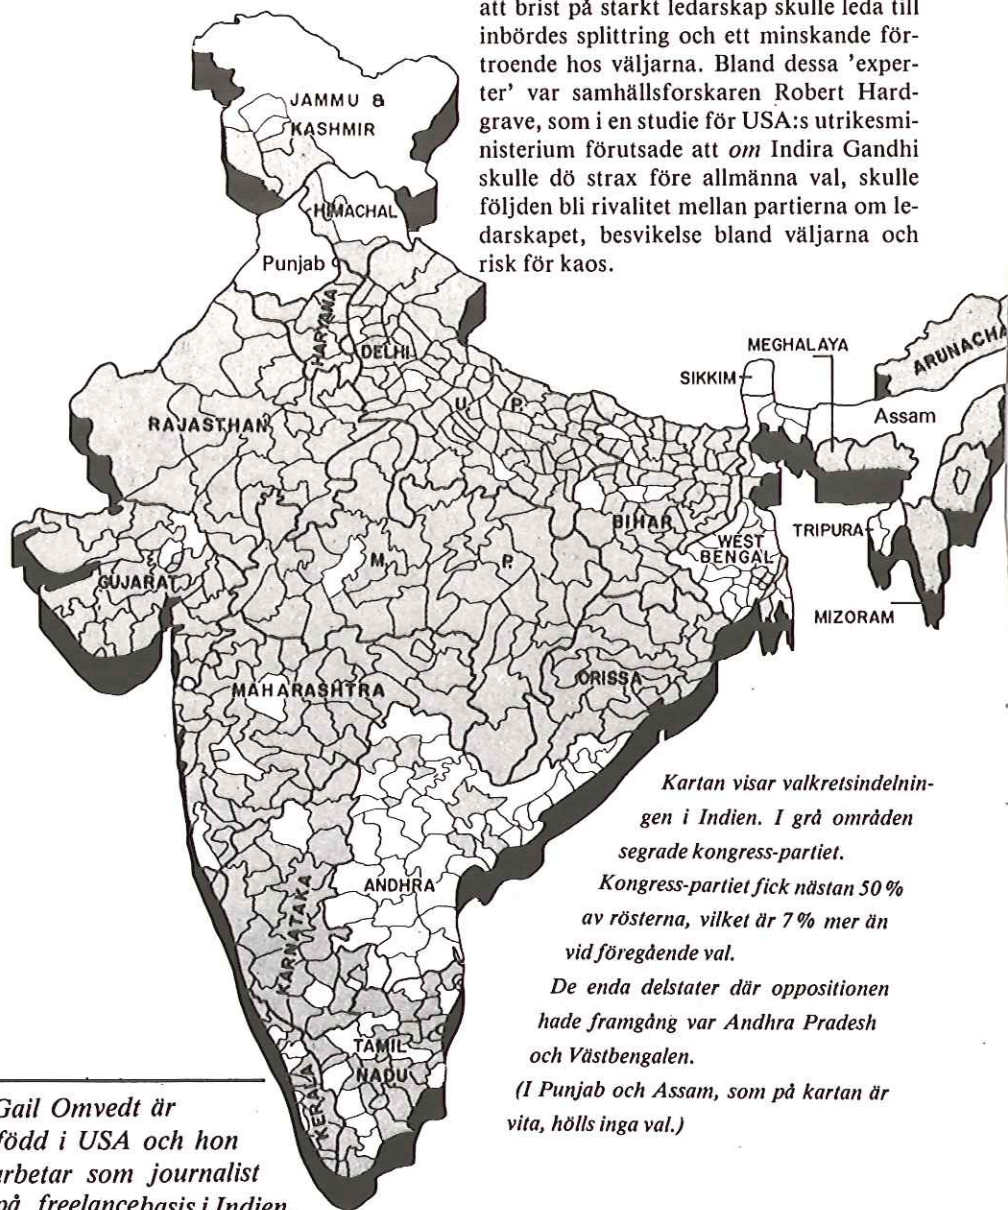 att brist på starkt ledarskap skulle leda till
inbördes splittring och ett minskande för-
troende hos väljarna. Bland dessa 'exper-
ter' var samhällsforskaren Robert Hard-
grave, som i en studie för USA:s utrikesmi-
nisterium förutsade att om Indira Gandhi
skulle dö strax före allmänna val, skulle
följden bli rivalitet mellan partierna om le-
darskapet, besvikelse bland väljarna och
risk för kaos.
JAMMU &
KASHMIR
HIMACHAL
Punjab
HARYANA
DELHI
RAJASTHAN
U. P.
SIKKIM
MEGHALAYA
ARUNACHA
Assam
GUJARAT
M. P.
BIHAR
WEST
BENGAL
TRIPURA
MIZORAM
MAHARASHTRA
ORISSA
ANDHRA
KARNATAKA
TAMIL
NADU
KERALA
Kartan visar valkretsindelnin-
gen i Indien. I grå områden
segrade kongress-partiet.
Kongress-partiet fick nästan 50 %
av rösterna, vilket är 7 % mer än
vid föregående val.
De enda delstater där oppositionen
hade framgång var Andhra Pradesh
och Västbengalen.
(I Punjab och Assam, som på kartan är
vita, hölls inga val.)
Gail Omvedt är
född i USA och hon
arbetar som journalist
på freelancebasis i Indien